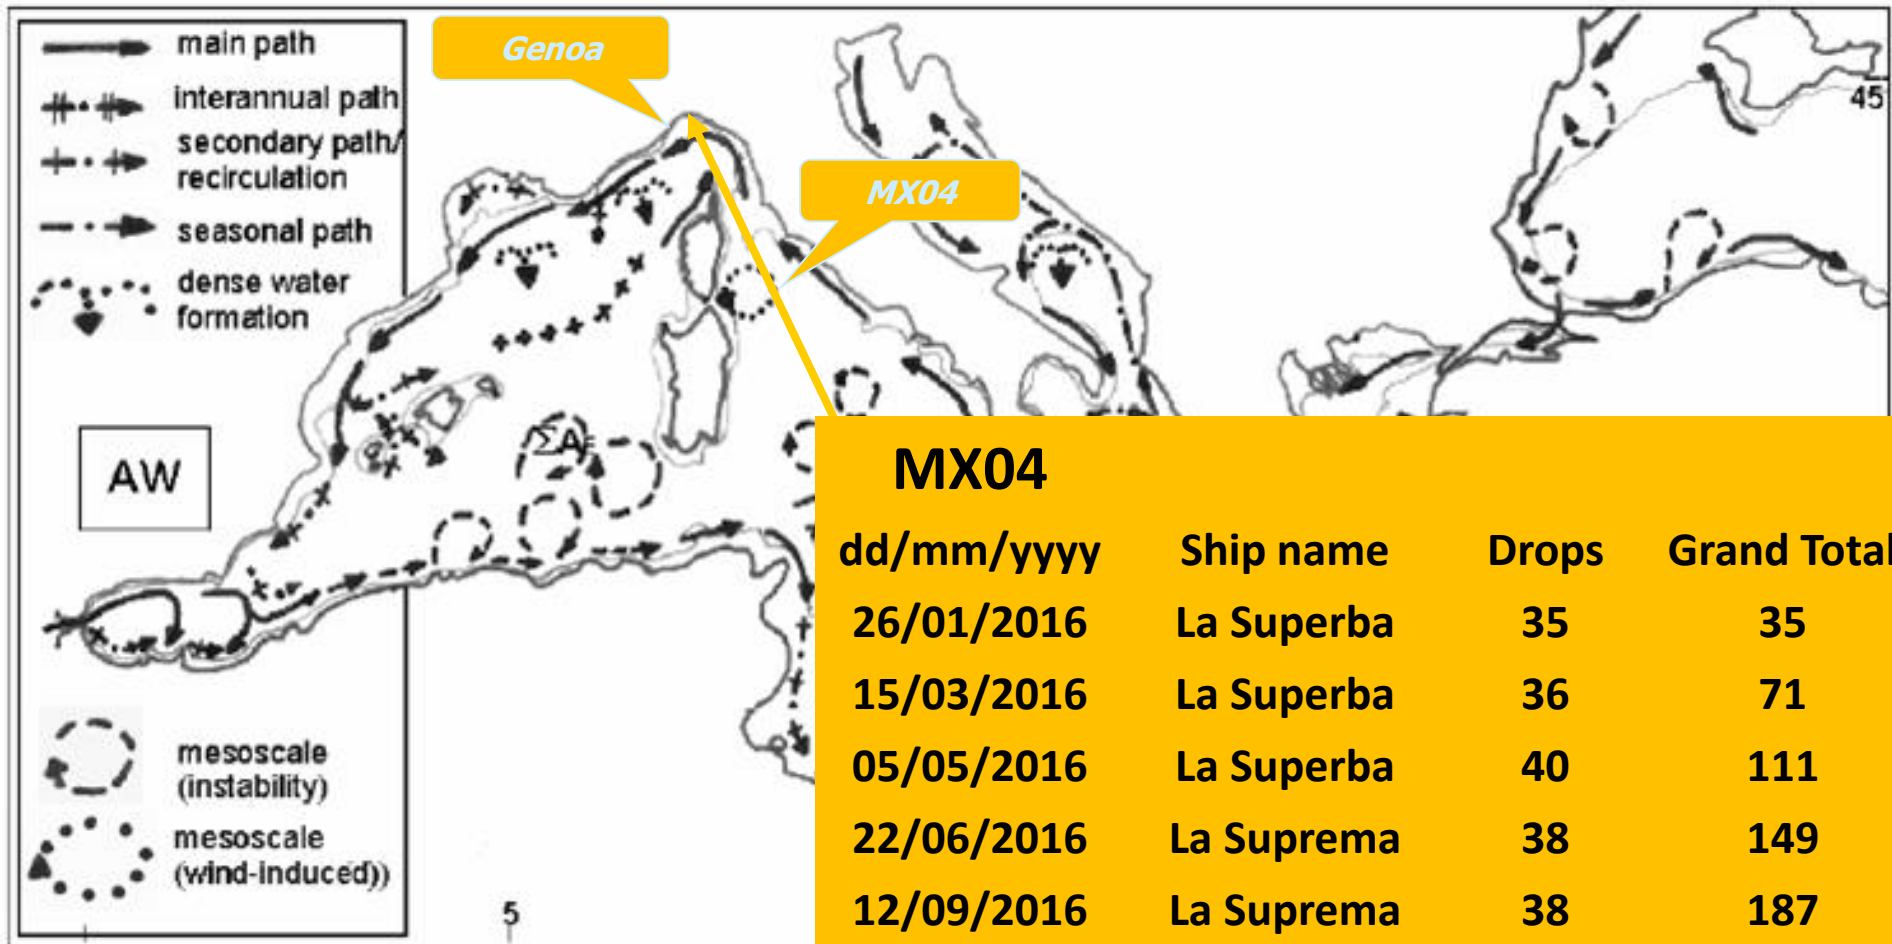 main path
interannual path
secondary path/
recirculation
seasonal path
dense water
formation
Genoa
MX04
45
AW
ΣAF
mesoscale
(instability)
mesoscale
(wind-induced))
5
MX04
dd/mm/yyyy Ship name Drops Grand Total
26/01/2016 La Superba 35 35
15/03/2016 La Superba 36 71
05/05/2016 La Superba 40 111
22/06/2016 La Suprema 38 149
12/09/2016 La Suprema 38 187